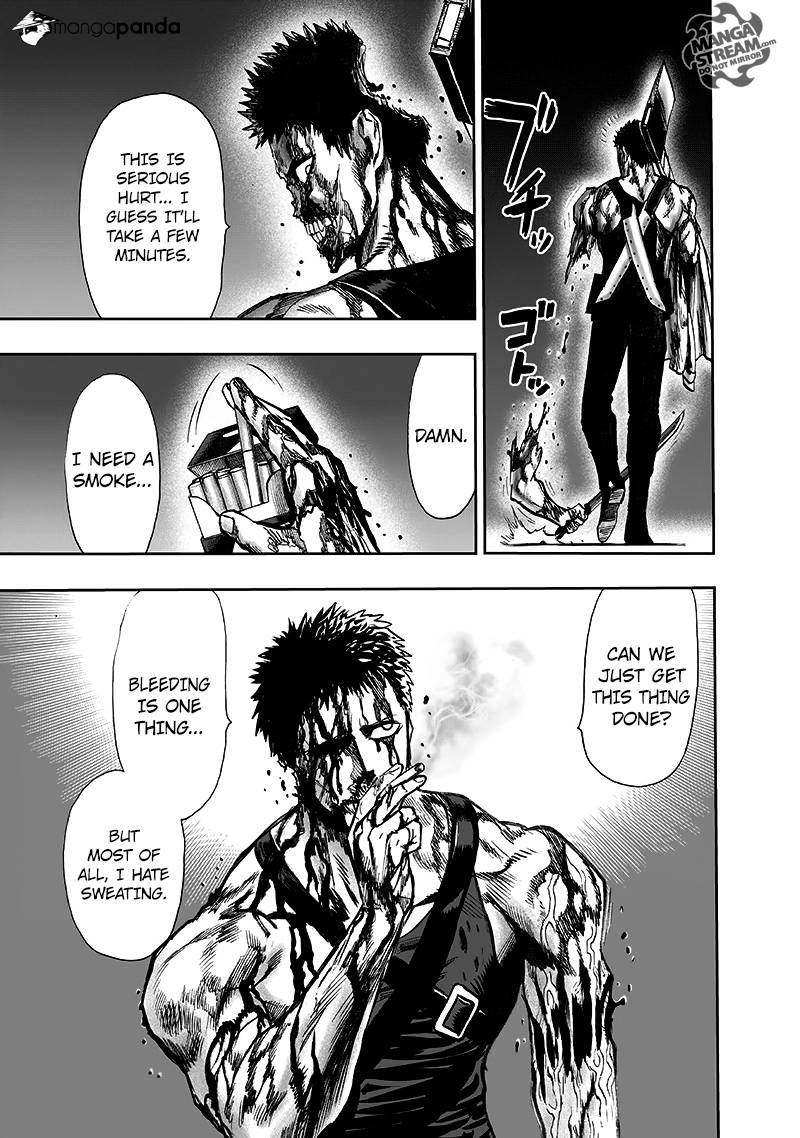 mangapanda
MANGA
STREAM.com
DO NOT MIRROR
ブチッ
ゴトッ
THIS IS
SERIOUS
HURT... I
GUESS IT'LL
TAKE A FEW
MINUTES.
DAMN.
I NEED A
SMOKE...
CAN WE
JUST GET
THIS THING
DONE?
BLEEDING
IS ONE
THING...
BUT
MOST OF
ALL, I HATE
SWEATING.